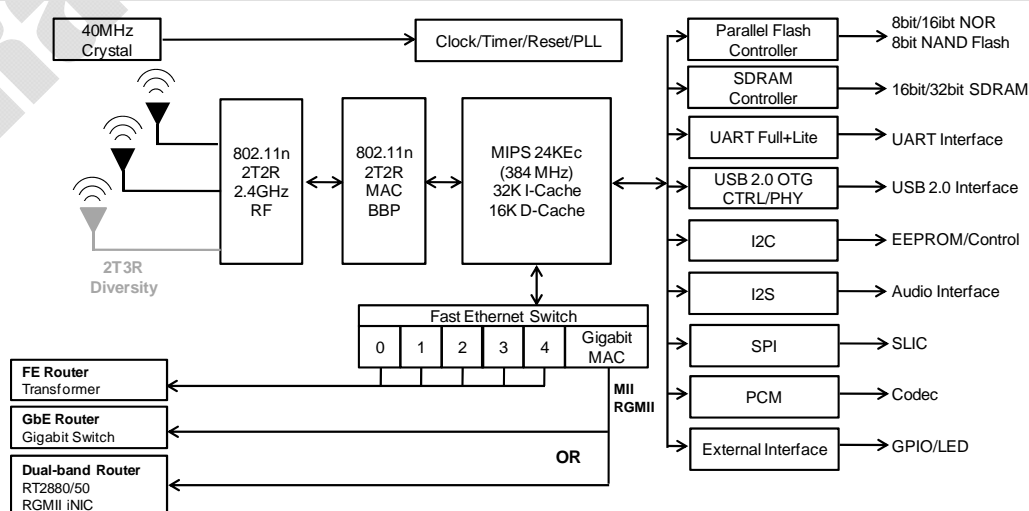 40MHz
Crystal
Clock/Timer/Reset/PLL
Parallel Flash
Controller
8bit/16ibt NOR
8bit NAND Flash
SDRAM
Controller
16bit/32bit SDRAM
UART Full+Lite
UART Interface
USB 2.0 OTG
CTRL/PHY
USB 2.0 Interface
I2C
EEPROM/Control
I2S
Audio Interface
SPI
SLIC
PCM
Codec
External Interface
GPIO/LED
802.11n
2T2R
2.4GHz
RF
802.11n
2T2R
MAC
BBP
MIPS 24KEc
(384 MHz)
32K I-Cache
16K D-Cache
2T3R
Diversity
Fast Ethernet Switch
0 1 2 3 4 Gigabit
MAC
MII
RGMII
FE Router
Transformer
GbE Router
Gigabit Switch
OR
Dual-band Router
RT2880/50
RGMII iNIC